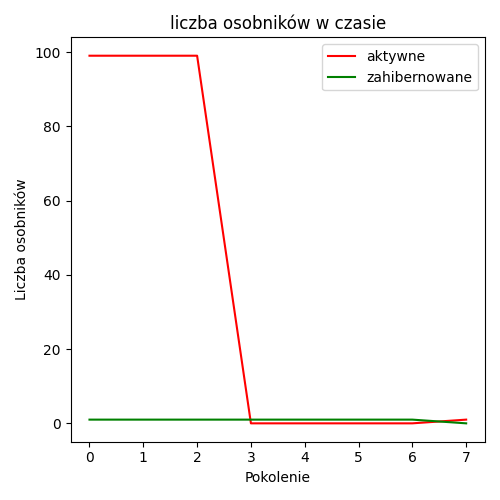 liczba osobników w czasie
aktywne
zahibernowane
Liczba osobników
100
80
60
40
20
0
0 1 2 3 4 5 6 7
Pokolenie